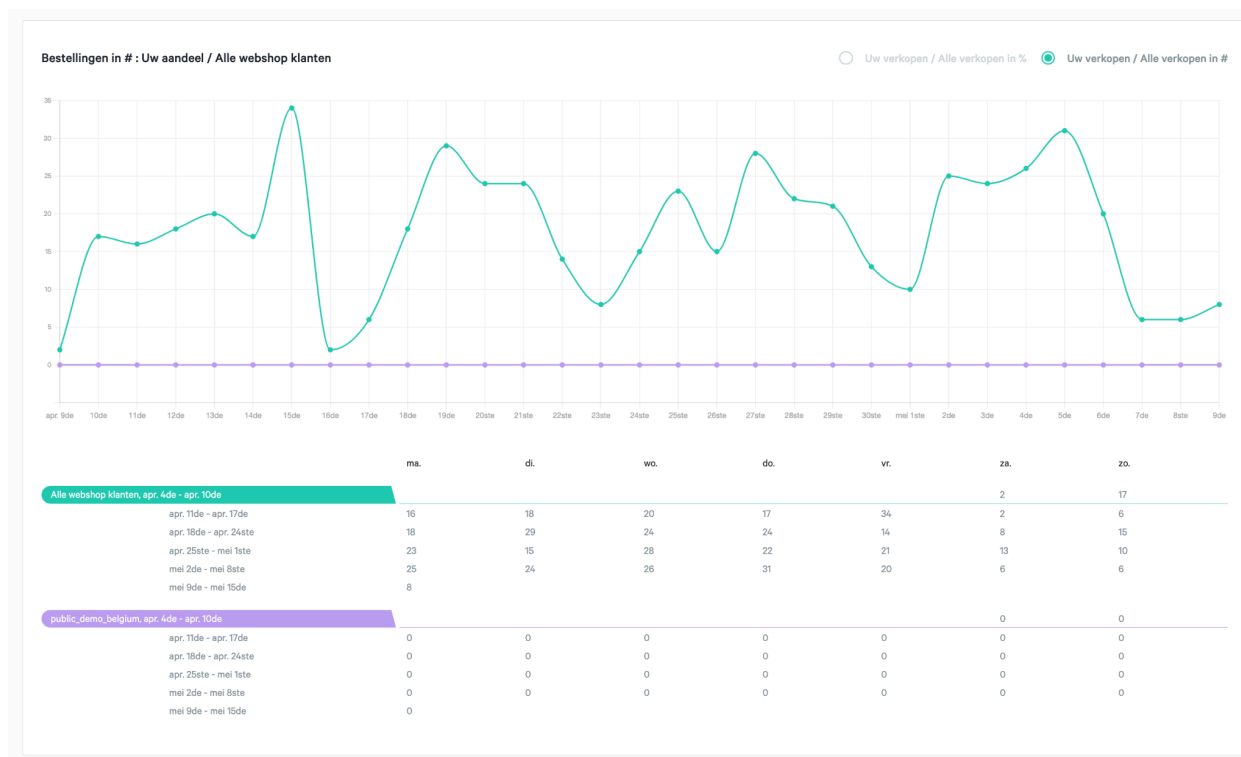 Bestellingen in # : Uw aandeel / Alle webshop klanten
Uw verkopen / Alle verkopen in % Uw verkopen / Alle verkopen in #
35
30
25
20
15
10
5
0
apr. 9de 10de 11de 12de 13de 14de 15de 16de 17de 18de 19de 20ste 21ste 22ste 23ste 24ste 25ste 26ste 27ste 28ste 29ste 30ste mei 1ste 2de 3de 4de 5de 6de 7de 8ste 9de
ma. di. wo. do. vr. za. zo.
Alle webshop klanten, apr. 4de - apr. 10de 2 17
apr. 11de - apr. 17de 16 18 20 17 34 2 6
apr. 18de - apr. 24ste 18 29 24 24 14 8 15
apr. 25ste - mei 1ste 23 15 28 22 21 13 10
mei 2de - mei 8ste 25 24 26 31 20 6 6
mei 9de - mei 15de 8
public_demo_belgium, apr. 4de - apr. 10de 0 0
apr. 11de - apr. 17de 0 0 0 0 0 0 0
apr. 18de - apr. 24ste 0 0 0 0 0 0 0
apr. 25ste - mei 1ste 0 0 0 0 0 0 0
mei 2de - mei 8ste 0 0 0 0 0 0 0
mei 9de - mei 15de 0